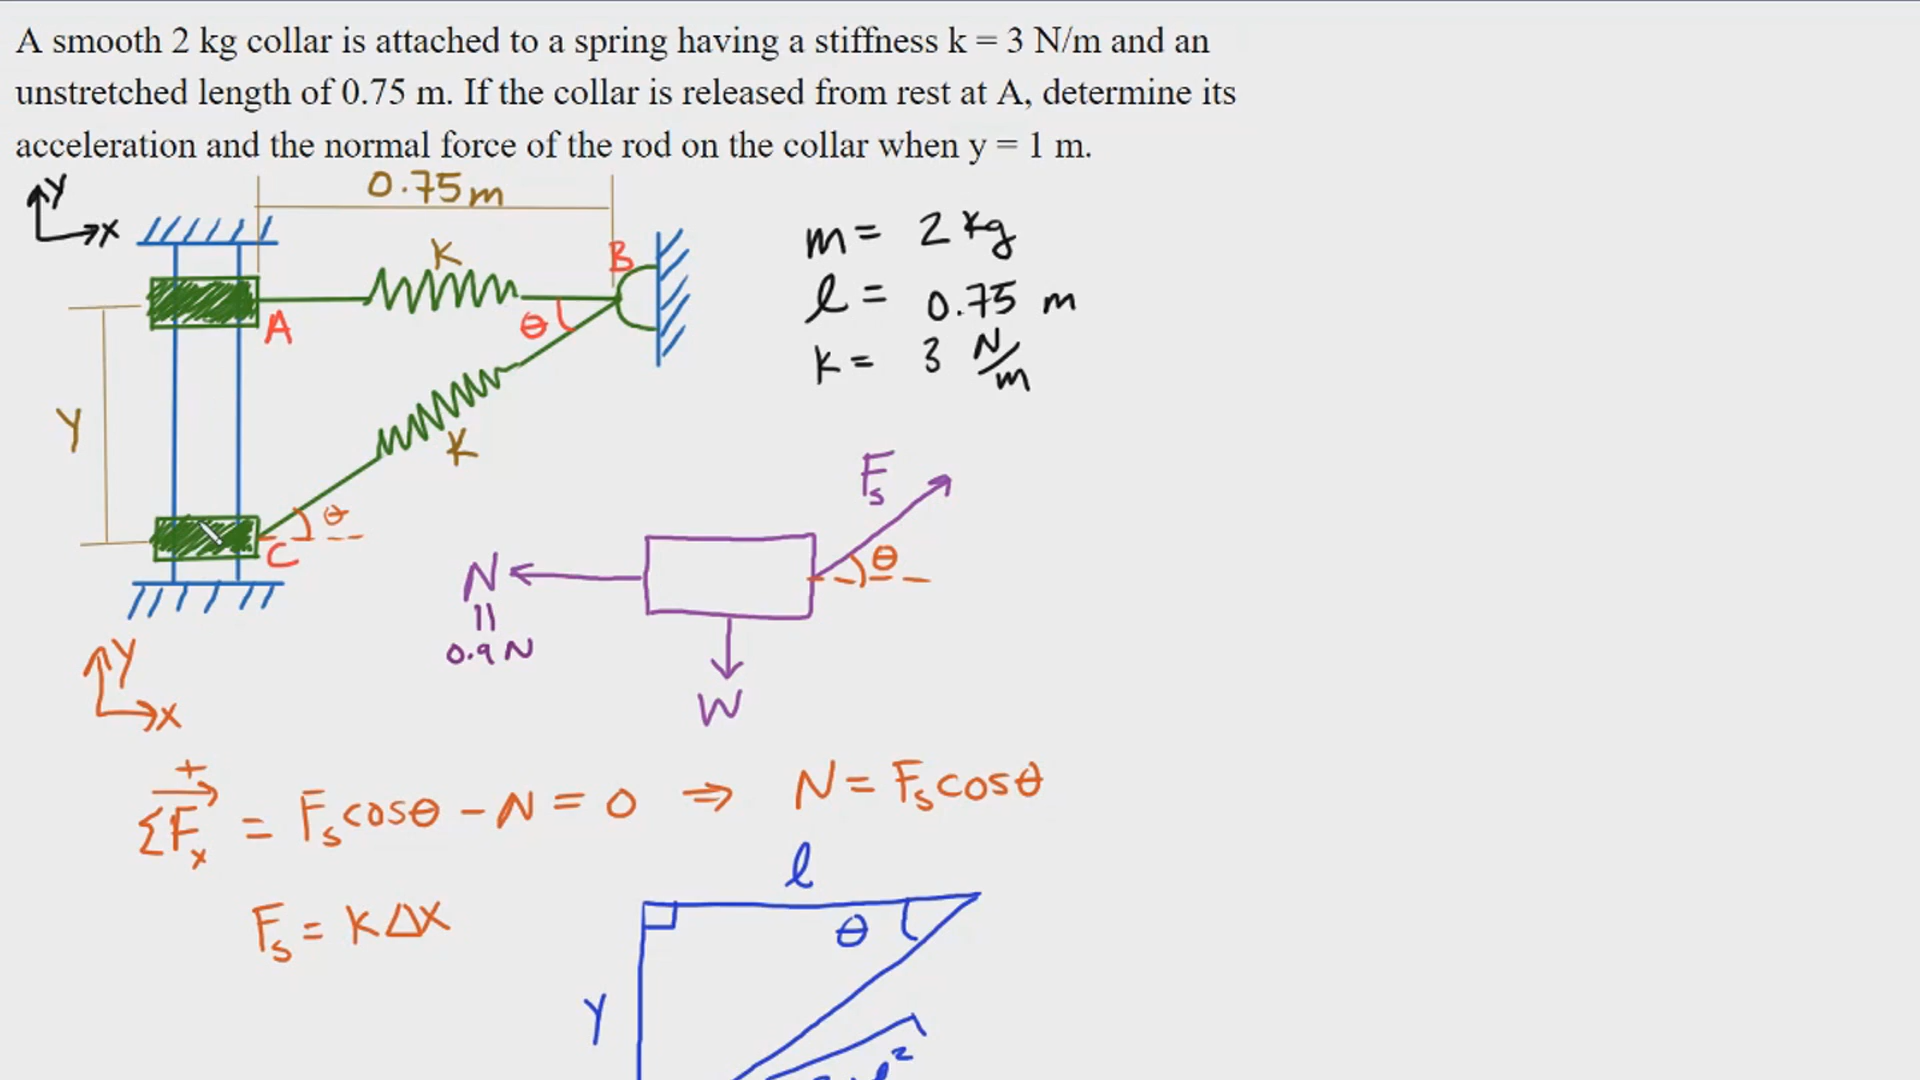 A smooth 2 kg collar is attached to a spring having a stiffness k = 3 N/m and an
unstretched length of 0.75 m. If the collar is released from rest at A, determine its
acceleration and the normal force of the rod on the collar when y = 1 m.
Y
X
0.75 m
K
B
A
θ
Y
K
θ
C
m = 2 kg
l = 0.75 m
K = 3 N/m
Fs
θ
N
||
0.9 N
W
Y
X
+→
ΣFx = Fs cosθ - N = 0 ⇒ N = Fs cosθ
Fs = KΔX
l
θ
Y
l²